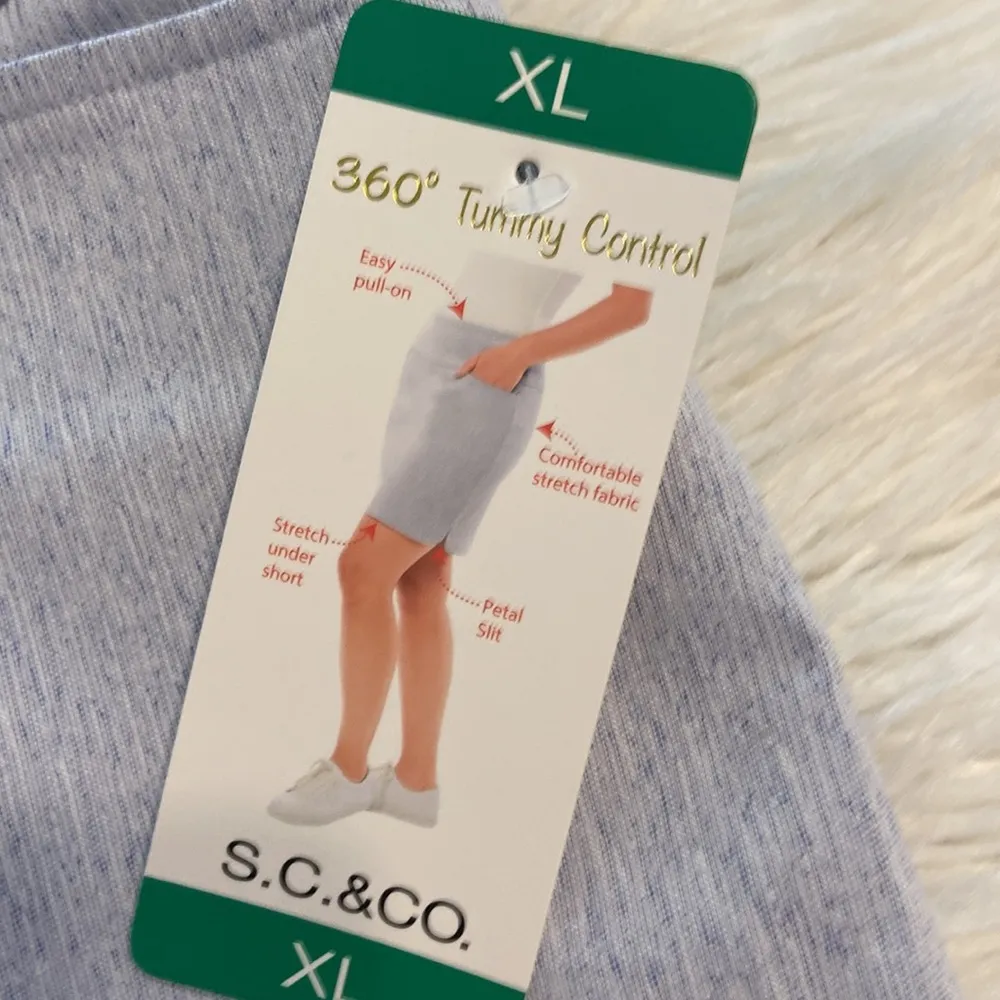 XL
360° Tummy Control
Easy
pull-on
Comfortable
stretch fabric
Stretch
under
short
Petal
Slit
S.C.&CO.
XL